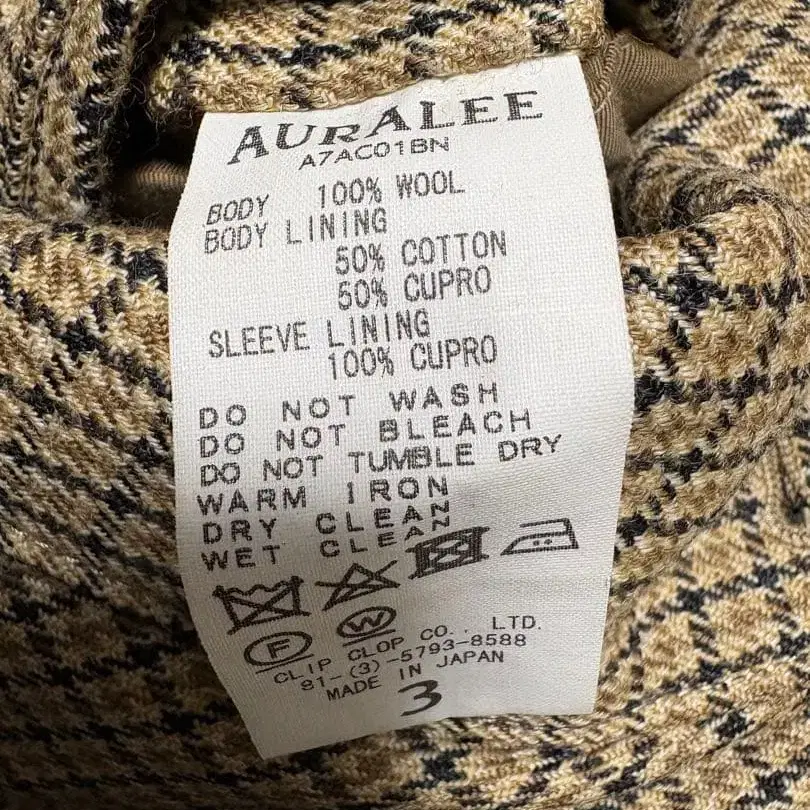 AURALEE
A7AC01BN
BODY 100% WOOL
BODY LINING
50% COTTON
50% CUPRO
SLEEVE LINING
100% CUPRO
DO NOT WASH
DO NOT BLEACH
DO NOT TUMBLE DRY
WARM IRON
DRY CLEAN
WET CLEAN
F W
CLIP CLOP CO., LTD.
81-(3)-5793-8588
MADE IN JAPAN
3